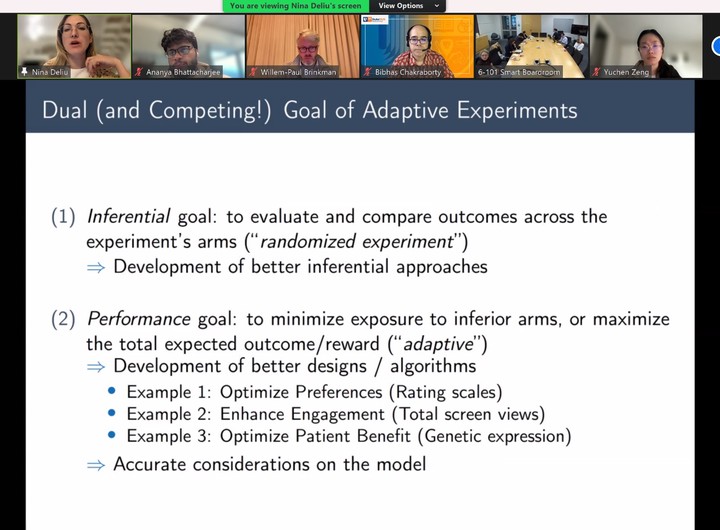 You are viewing Nina Deliu's screen
View Options
Nina Deliu
Ananya Bhattacharjee
Willem-Paul Brinkman
Bibhas Chakraborty
6-101 Smart Boardroom
Yuchen Zeng
Dual (and Competing!) Goal of Adaptive Experiments
(1) Inferential goal: to evaluate and compare outcomes across the
experiment's arms ("randomized experiment")
⇒ Development of better inferential approaches
(2) Performance goal: to minimize exposure to inferior arms, or maximize
the total expected outcome/reward ("adaptive")
⇒ Development of better designs / algorithms
• Example 1: Optimize Preferences (Rating scales)
• Example 2: Enhance Engagement (Total screen views)
• Example 3: Optimize Patient Benefit (Genetic expression)
⇒ Accurate considerations on the model